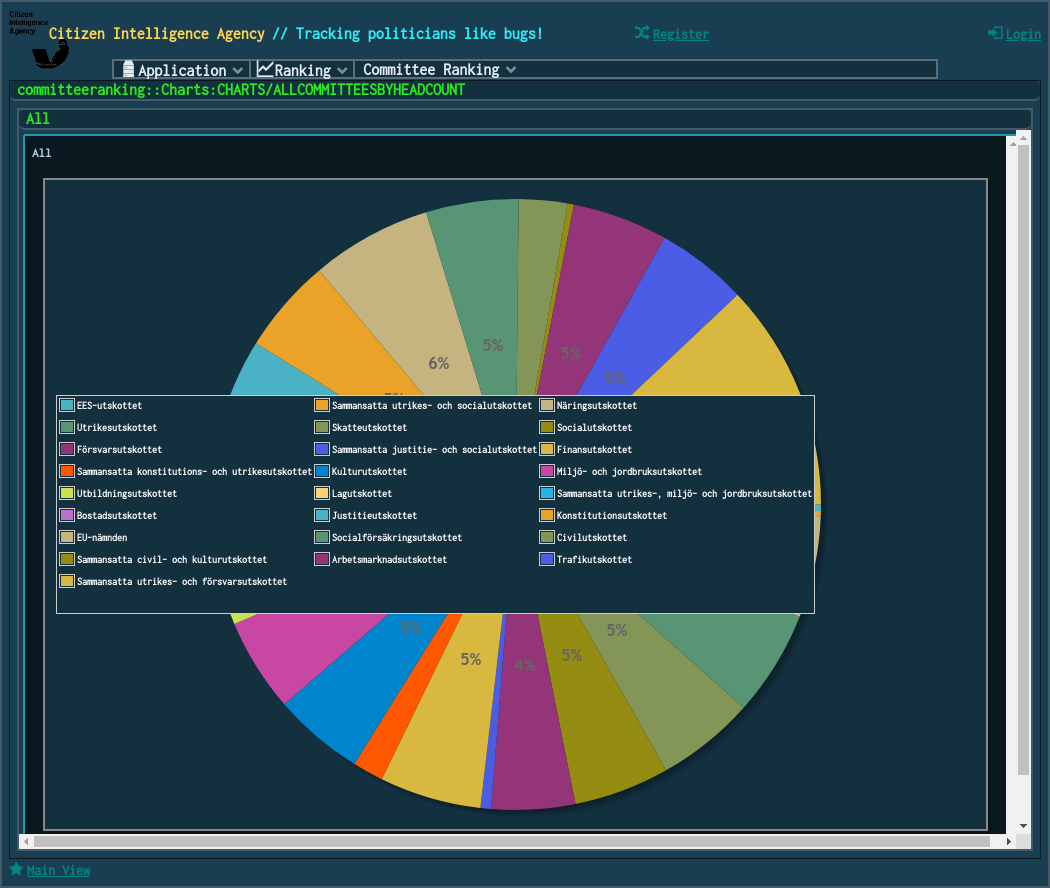 Citizen
Intelligence
Agency
Citizen Intelligence Agency // Tracking politicians like bugs!
Register
Login
Application
Ranking
Committee Ranking
committeeranking::Charts:CHARTS/ALLCOMMITTEESBYHEADCOUNT
All
All
5%
5%
6%
5%
EES-utskottet
Sammansatta utrikes- och socialutskottet
Näringsutskottet
Utrikesutskottet
Skatteutskottet
Socialutskottet
Försvarsutskottet
Sammansatta justitie- och socialutskottet
Finansutskottet
Sammansatta konstitutions- och utrikesutskottet
Kulturutskottet
Miljö- och jordbruksutskottet
Utbildningsutskottet
Lagutskottet
Sammansatta utrikes-, miljö- och jordbruksutskottet
Bostadsutskottet
Justitieutskottet
Konstitutionsutskottet
EU-nämnden
Socialförsäkringsutskottet
Civilutskottet
Sammansatta civil- och kulturutskottet
Arbetsmarknadsutskottet
Trafikutskottet
Sammansatta utrikes- och försvarsutskottet
5%
5%
5%
5%
4%
Main View